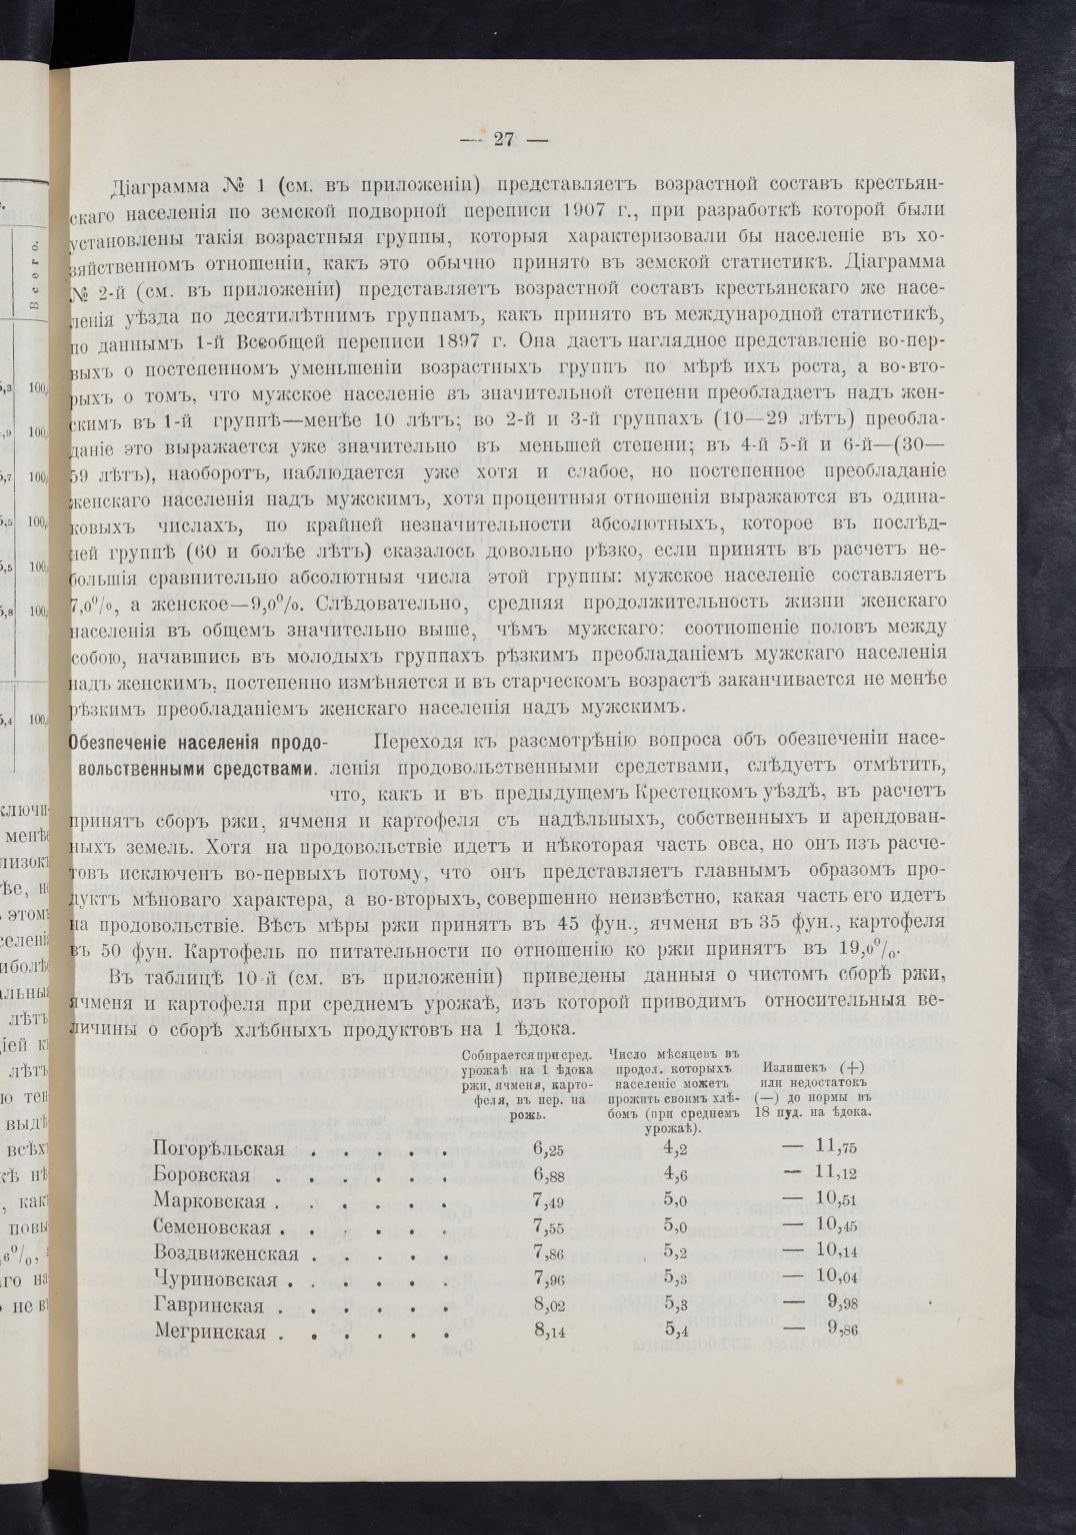 — 27 —
Діаграмма № 1 (см. въ приложеніи) представляетъ возрастной составъ крестьян-
скаго населенія по земской подворной переписи 1907 г., при разработкѣ которой были
установлены такія возрастныя группы, которыя характеризовали бы населеніе въ хо-
зяйственномъ отношеніи, какъ это обычно принято въ земской статистикѣ. Діаграмма
№ 2-й (см. въ приложеніи) представляетъ возрастной составъ крестьянскаго же насе-
ленія уѣзда по десятилѣтнимъ группамъ, какъ принято въ международной статистикѣ,
по даннымъ 1-й Всеобщей переписи 1897 г. Она даетъ наглядное представленіе во-пер-
выхъ о постепенномъ уменьшеніи возрастныхъ группъ по мѣрѣ ихъ роста, а во-вто-
рыхъ о томъ, что мужское населеніе въ значительной степени преобладаетъ надъ жен-
скимъ въ 1-й группѣ—менѣе 10 лѣтъ; во 2-й и 3-й группахъ (10—29 лѣтъ) преобла-
даніе это выражается уже значительно въ меньшей степени; въ 4-й 5-й и 6-й—(30—
59 лѣтъ), наоборотъ, наблюдается уже хотя и слабое, но постепенное преобладаніе
женскаго населенія надъ мужскимъ, хотя процентныя отношенія выражаются въ одина-
ковыхъ числахъ, по крайней незначительности абсолютныхъ, которое въ послѣд-
ней группѣ (60 и болѣе лѣтъ) сказалось довольно рѣзко, если принять въ расчетъ не-
большія сравнительно абсолютныя числа этой группы: мужское населеніе составляетъ
7,0%, а женское—9,0%. Слѣдовательно, средняя продолжительность жизни женскаго
населенія въ общемъ значительно выше, чѣмъ мужскаго: соотношеніе половъ между
собою, начавшись въ молодыхъ группахъ рѣзкимъ преобладаніемъ мужскаго населенія
надъ женскимъ, постепенно измѣняется и въ старческомъ возрастѣ заканчивается не менѣе
рѣзкимъ преобладаніемъ женскаго населенія надъ мужскимъ.
Обезпеченіе населенія продо- Переходя къ разсмотрѣнію вопроса объ обезпеченіи насе-
вольственными средствами. ленія продовольственными средствами, слѣдуетъ отмѣтить,
что, какъ и въ предыдущемъ Крестецкомъ уѣздѣ, въ расчетъ
принятъ сборъ ржи, ячменя и картофеля съ надѣльныхъ, собственныхъ и арендован-
ныхъ земель. Хотя на продовольствіе идетъ и нѣкоторая часть овса, но онъ изъ расче-
товъ исключенъ во-первыхъ потому, что онъ представляетъ главнымъ образомъ про-
дуктъ мѣноваго характера, а во-вторыхъ, совершенно неизвѣстно, какая часть его идетъ
на продовольствіе. Вѣсъ мѣры ржи принятъ въ 45 фун., ячменя въ 35 фун., картофеля
въ 50 фун. Картофель по питательности по отношенію ко ржи принятъ въ 19,0%.
Въ таблицѣ 10-й (см. въ приложеніи) приведены данныя о чистомъ сборѣ ржи,
ячменя и картофеля при среднемъ урожаѣ, изъ которой приводимъ относительныя ве-
личины о сборѣ хлѣбныхъ продуктовъ на 1 ѣдока.
Собирается при сред. урожаѣ на 1 ѣдока ржи, ячменя, карто-феля, въ пер. на рожь.
Число мѣсяцевъ въ продол. которыхъ населеніе можетъ прожить своимъ хлѣ-бомъ (при среднемъ урожаѣ).
Излишекъ (+) или недостатокъ (—) до нормы въ 18 пуд. на ѣдока.
Погорѣльская . . . . . 6,25 4,2 — 11,75
Боровская . . . . . . 6,88 4,6 — 11,12
Марковская . . . . . . 7,49 5,0 — 10,51
Семеновская . . . . . . 7,55 5,0 — 10,45
Воздвиженская . . . . . 7,86 5,2 — 10,14
Чуриновская . . . . . . 7,96 5,3 — 10,04
Гавринская . . . . . . 8,02 5,3 — 9,98
Мегринская . . . . . . 8,14 5,4 — 9,86